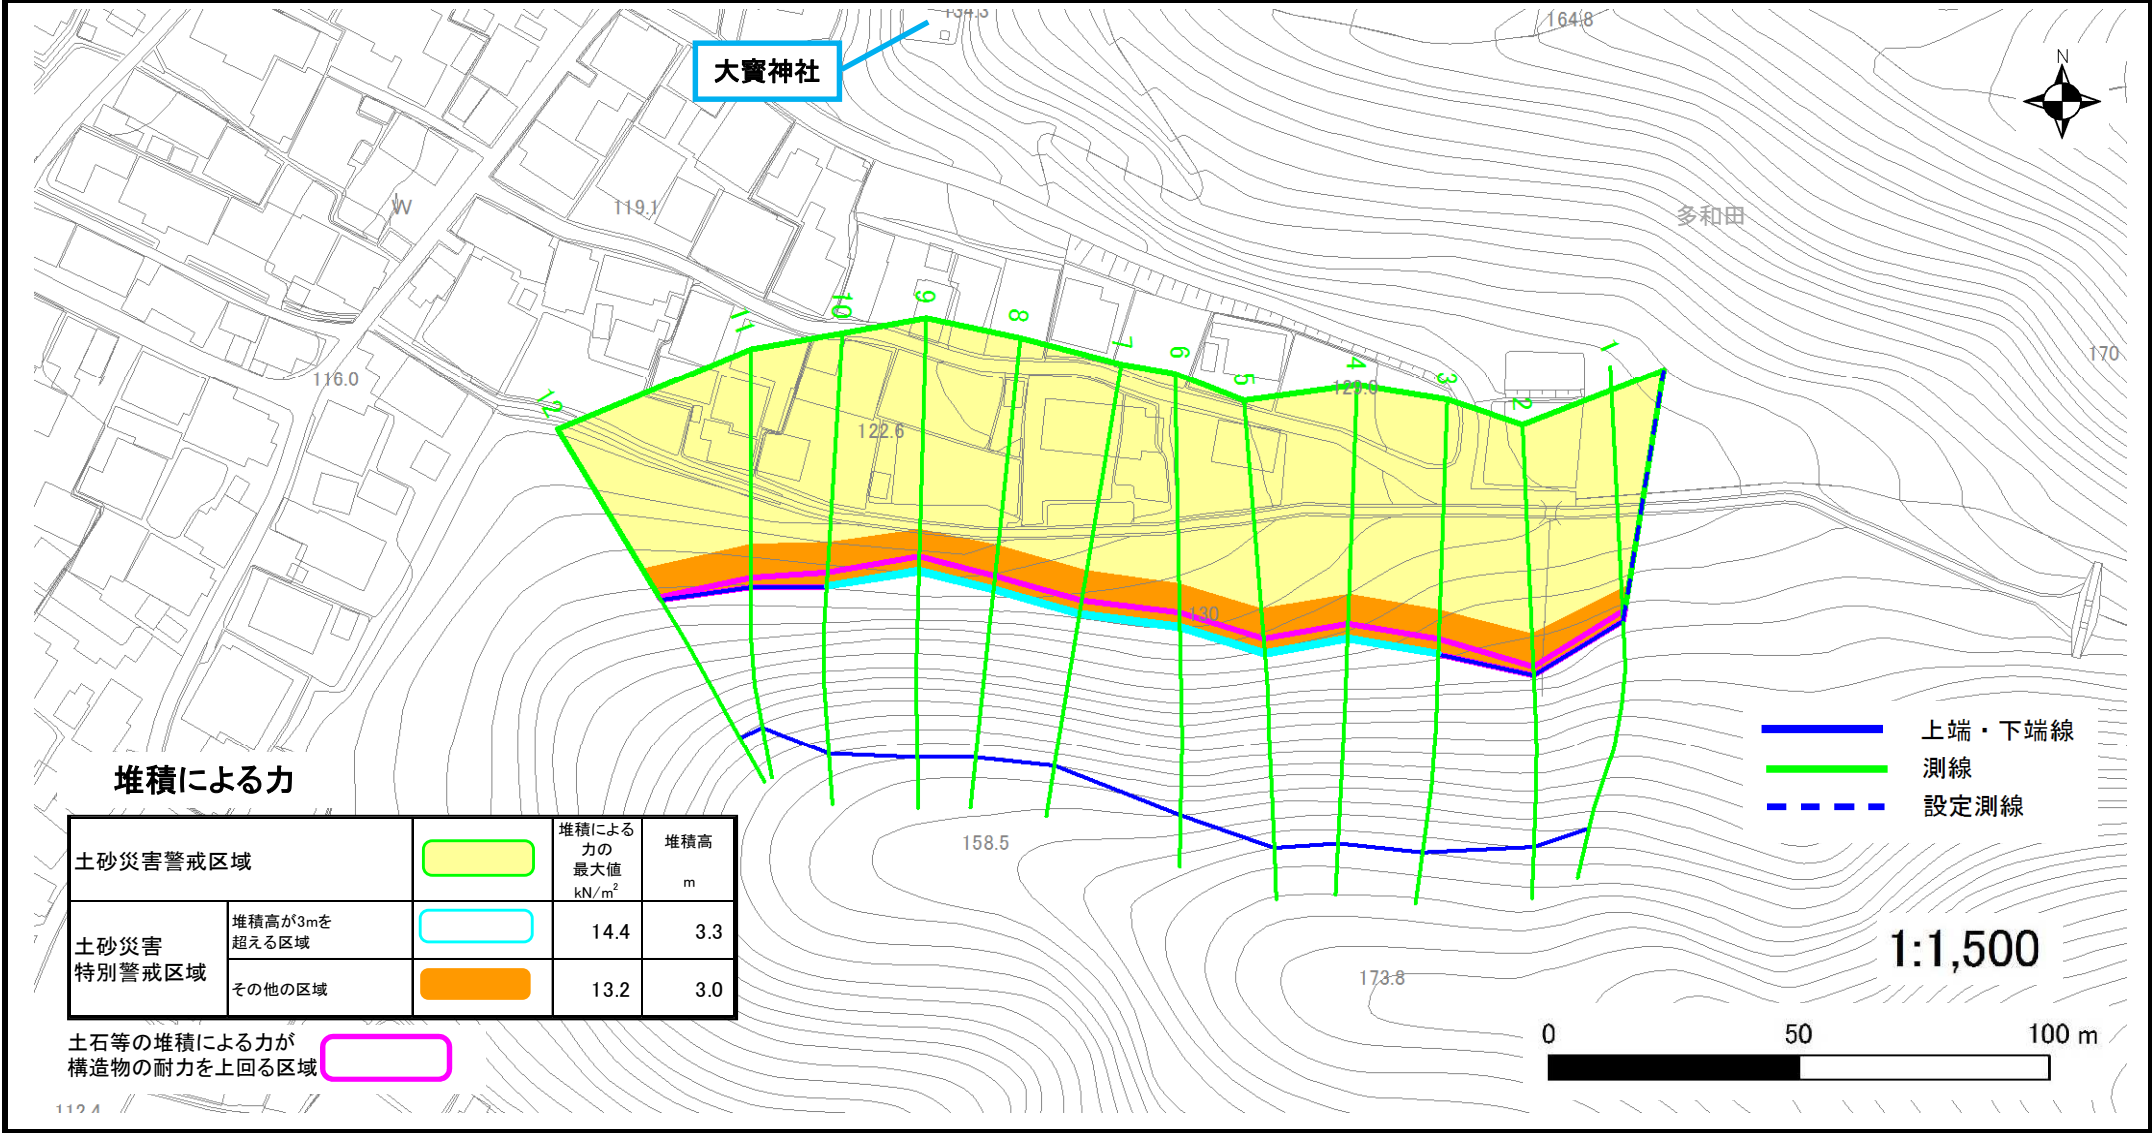 134.3
164.8
大寳神社
N
W
119.1
多和田
170
116.0
12
11
10
9
8
7
6
5
4
3
2
1
129.0
122.6
130
158.5
173.8
上端・下端線
測線
設定測線
堆積による力
土砂災害警戒区域
堆積による
力の
最大値
kN/m²
堆積高
m
土砂災害
特別警戒区域
堆積高が3mを
超える区域
14.4
3.3
その他の区域
13.2
3.0
土石等の堆積による力が
構造物の耐力を上回る区域
1:1,500
0 50 100 m
112.4